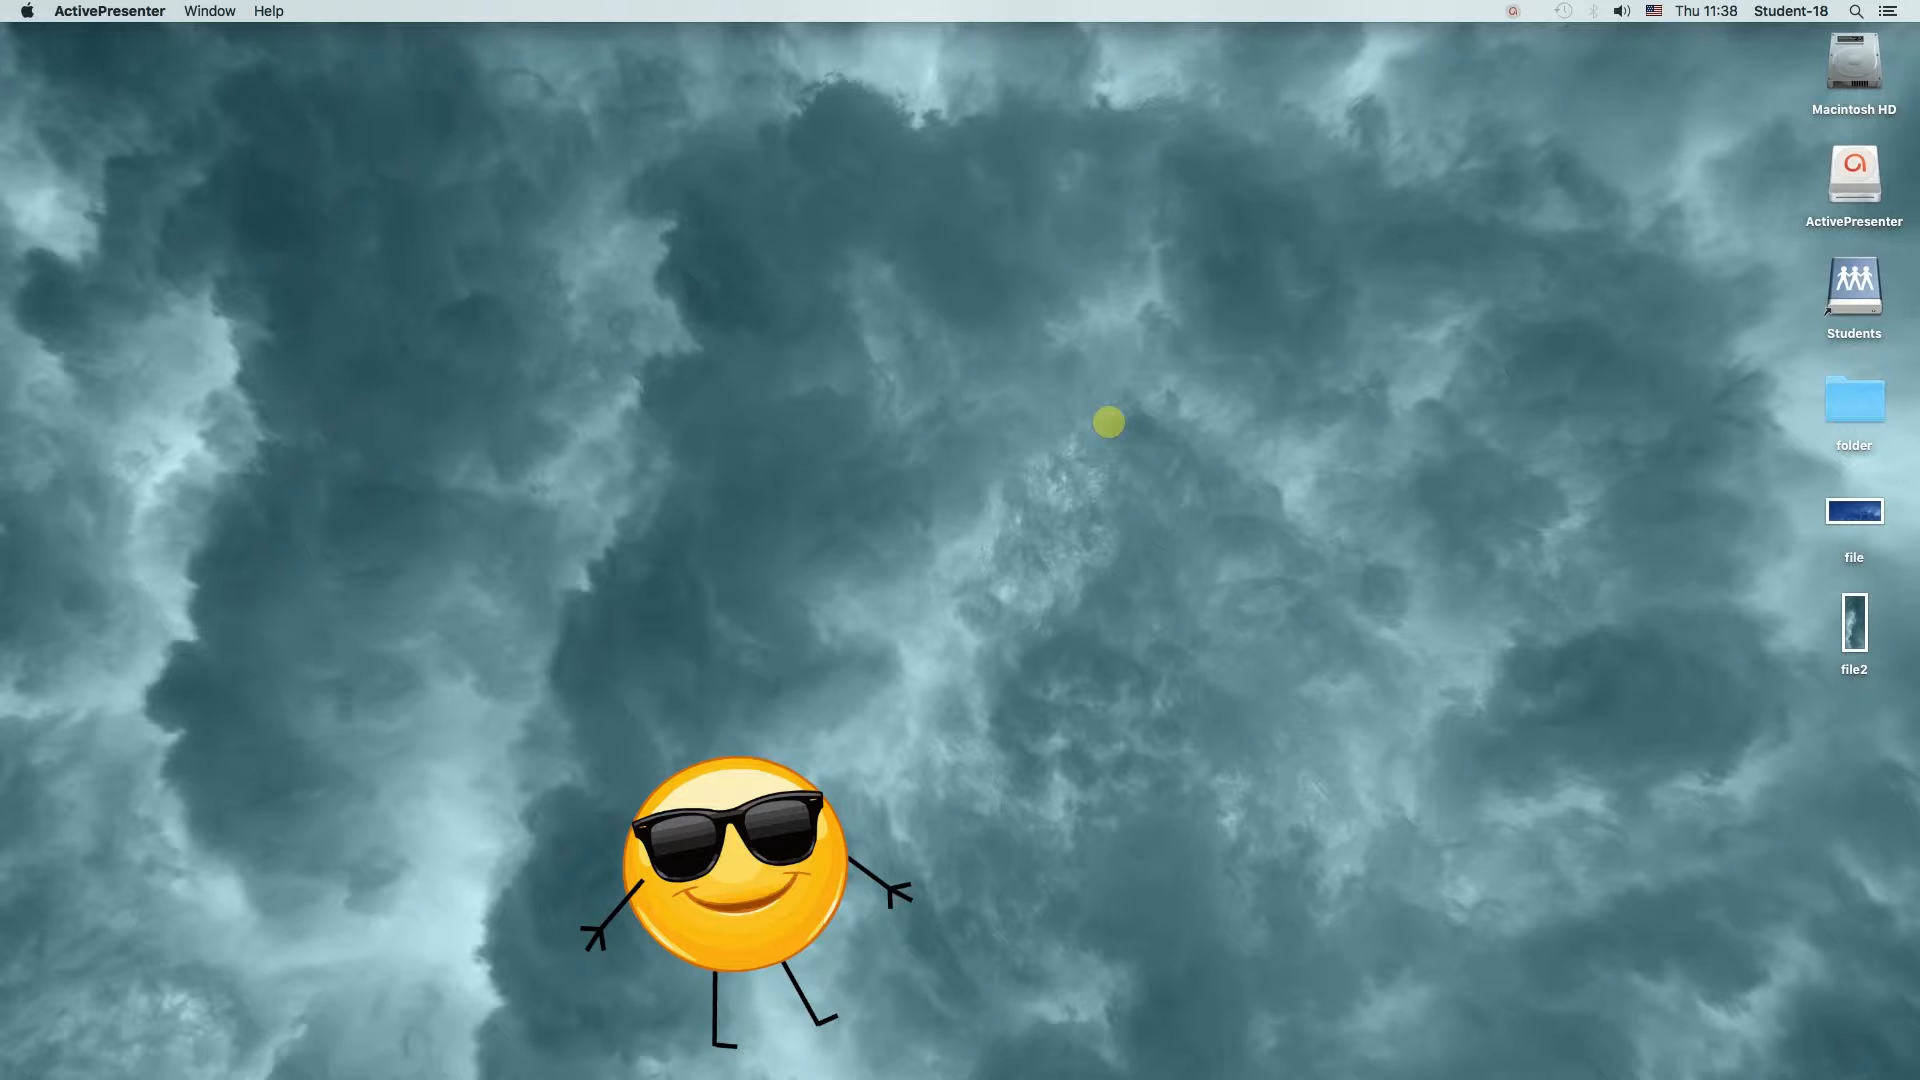 ActivePresenter Window Help Thu 11:38 Student-18
Macintosh HD
ActivePresenter
Students
folder
file
file2